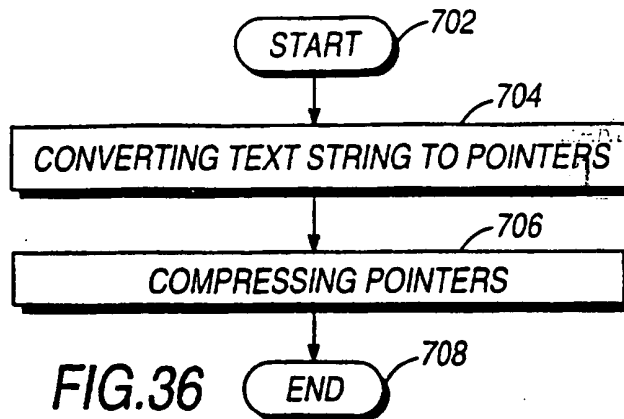 START
702
704
CONVERTING TEXT STRING TO POINTERS
706
COMPRESSING POINTERS
708
FIG.36
END